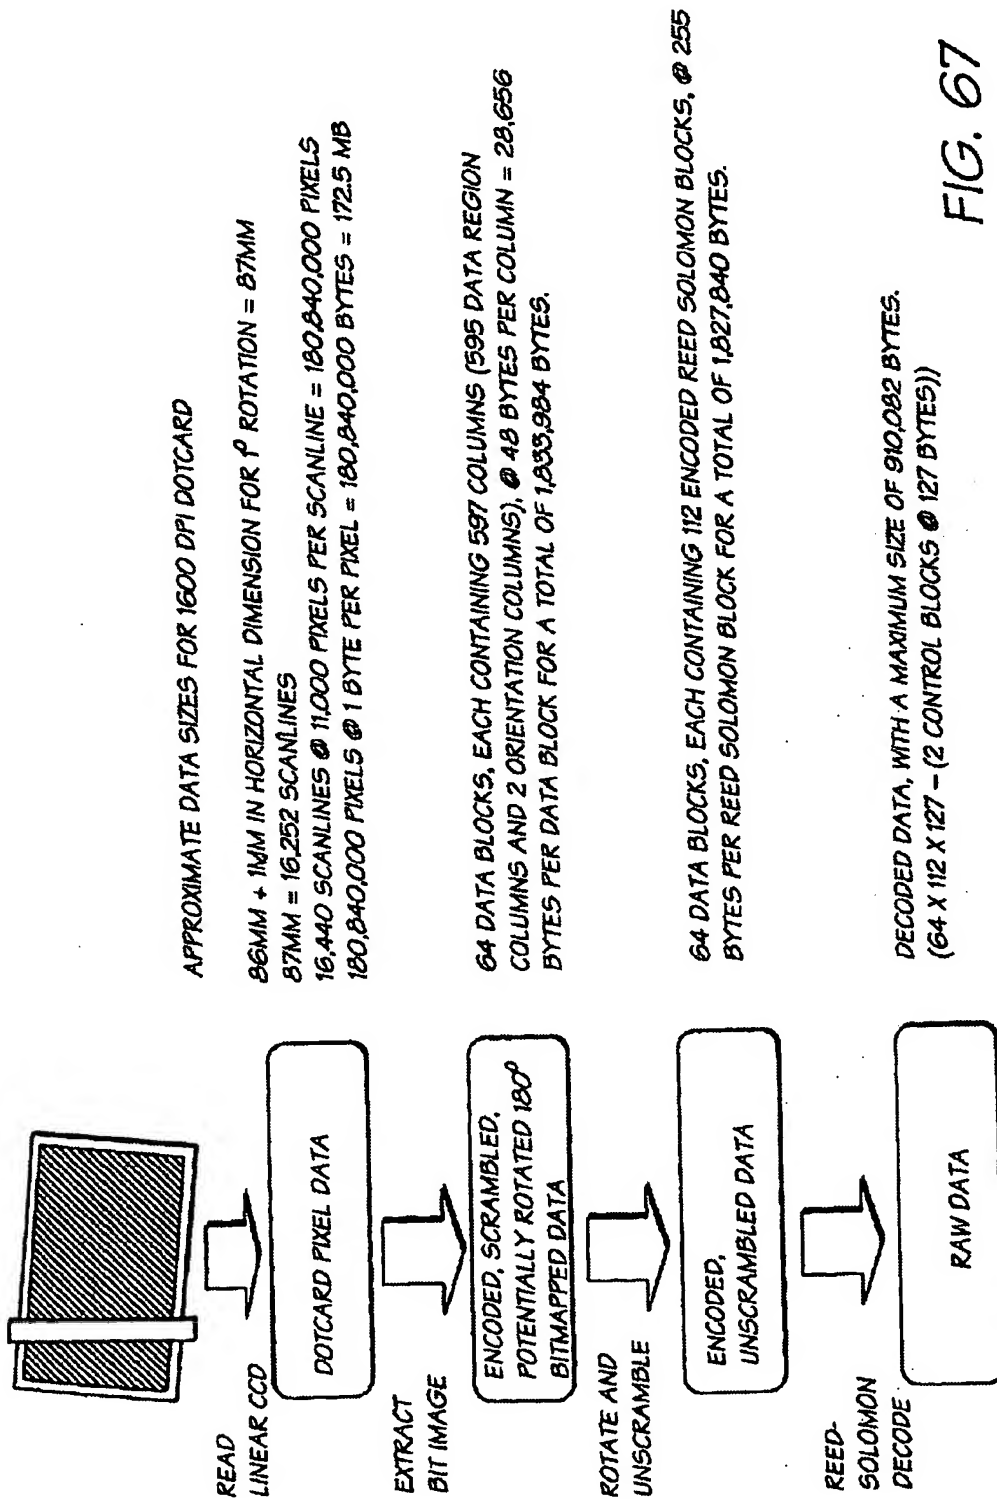 APPROXIMATE DATA SIZES FOR 1600 DPI DOTCARD
READ
LINEAR CCD
DOTCARD PIXEL DATA
86MM + 1MM IN HORIZONTAL DIMENSION FOR 1º ROTATION = 87MM
87MM = 16,252 SCANLINES
16,440 SCANLINES @ 11,000 PIXELS PER SCANLINE = 180,840,000 PIXELS
180,840,000 PIXELS @ 1 BYTE PER PIXEL = 180,840,000 BYTES = 172.5 MB
EXTRACT
BIT IMAGE
ENCODED, SCRAMBLED,
POTENTIALLY ROTATED 180º
BITMAPPED DATA
64 DATA BLOCKS, EACH CONTAINING 597 COLUMNS (595 DATA REGION
COLUMNS AND 2 ORIENTATION COLUMNS), @ 48 BYTES PER COLUMN = 28,656
BYTES PER DATA BLOCK FOR A TOTAL OF 1,833,984 BYTES.
ROTATE AND
UNSCRAMBLE
ENCODED,
UNSCRAMBLED DATA
64 DATA BLOCKS, EACH CONTAINING 112 ENCODED REED SOLOMON BLOCKS, @ 255
BYTES PER REED SOLOMON BLOCK FOR A TOTAL OF 1,827,840 BYTES.
REED-
SOLOMON
DECODE
RAW DATA
DECODED DATA, WITH A MAXIMUM SIZE OF 910,082 BYTES.
(64 X 112 X 127 – (2 CONTROL BLOCKS @ 127 BYTES))
FIG. 67